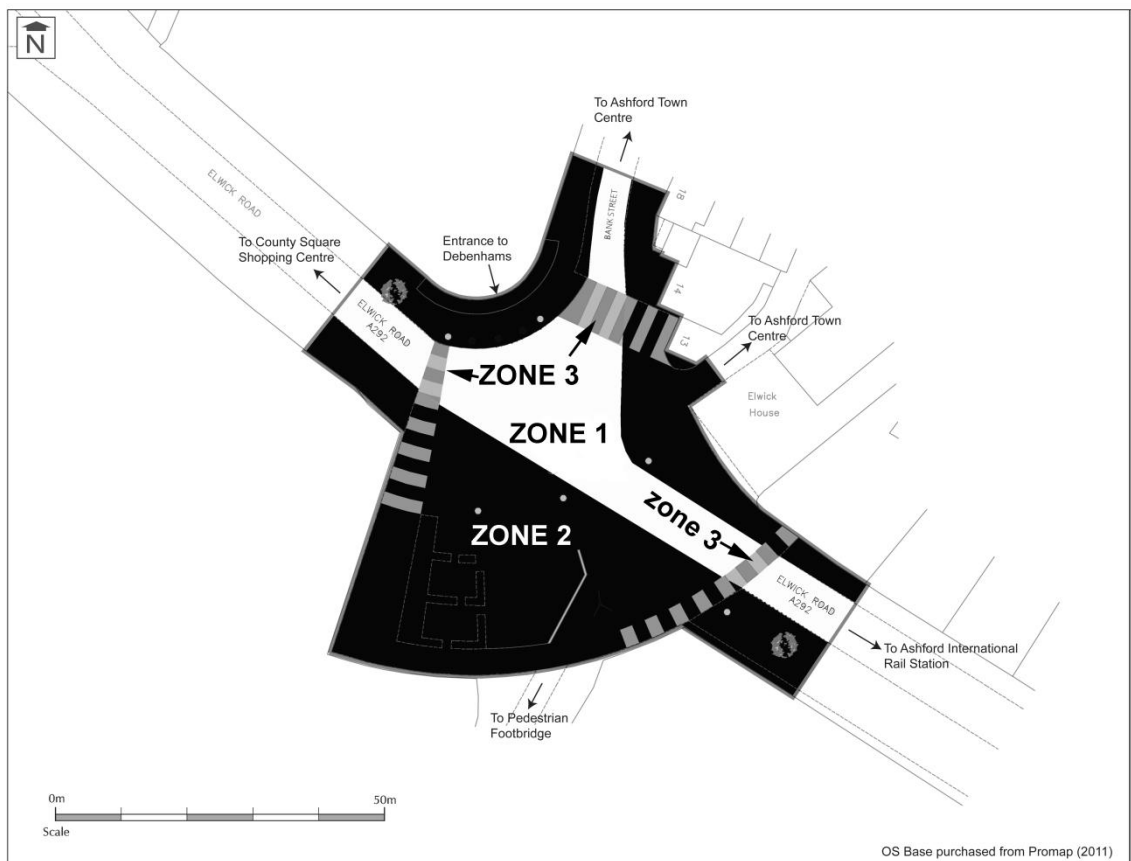 N
To Ashford Town
Centre
ELWICK ROAD
BANK STREET
18
To County Square
Shopping Centre
Entrance to
Debenhams
14
To Ashford Town
Centre
13
ELWICK ROAD
A292
ZONE 3
Elwick
House
ZONE 1
zone 3
ZONE 2
ELWICK ROAD
A292
To Ashford International
Rail Station
To Pedestrian
Footbridge
0m
50m
Scale
OS Base purchased from Promap (2011)